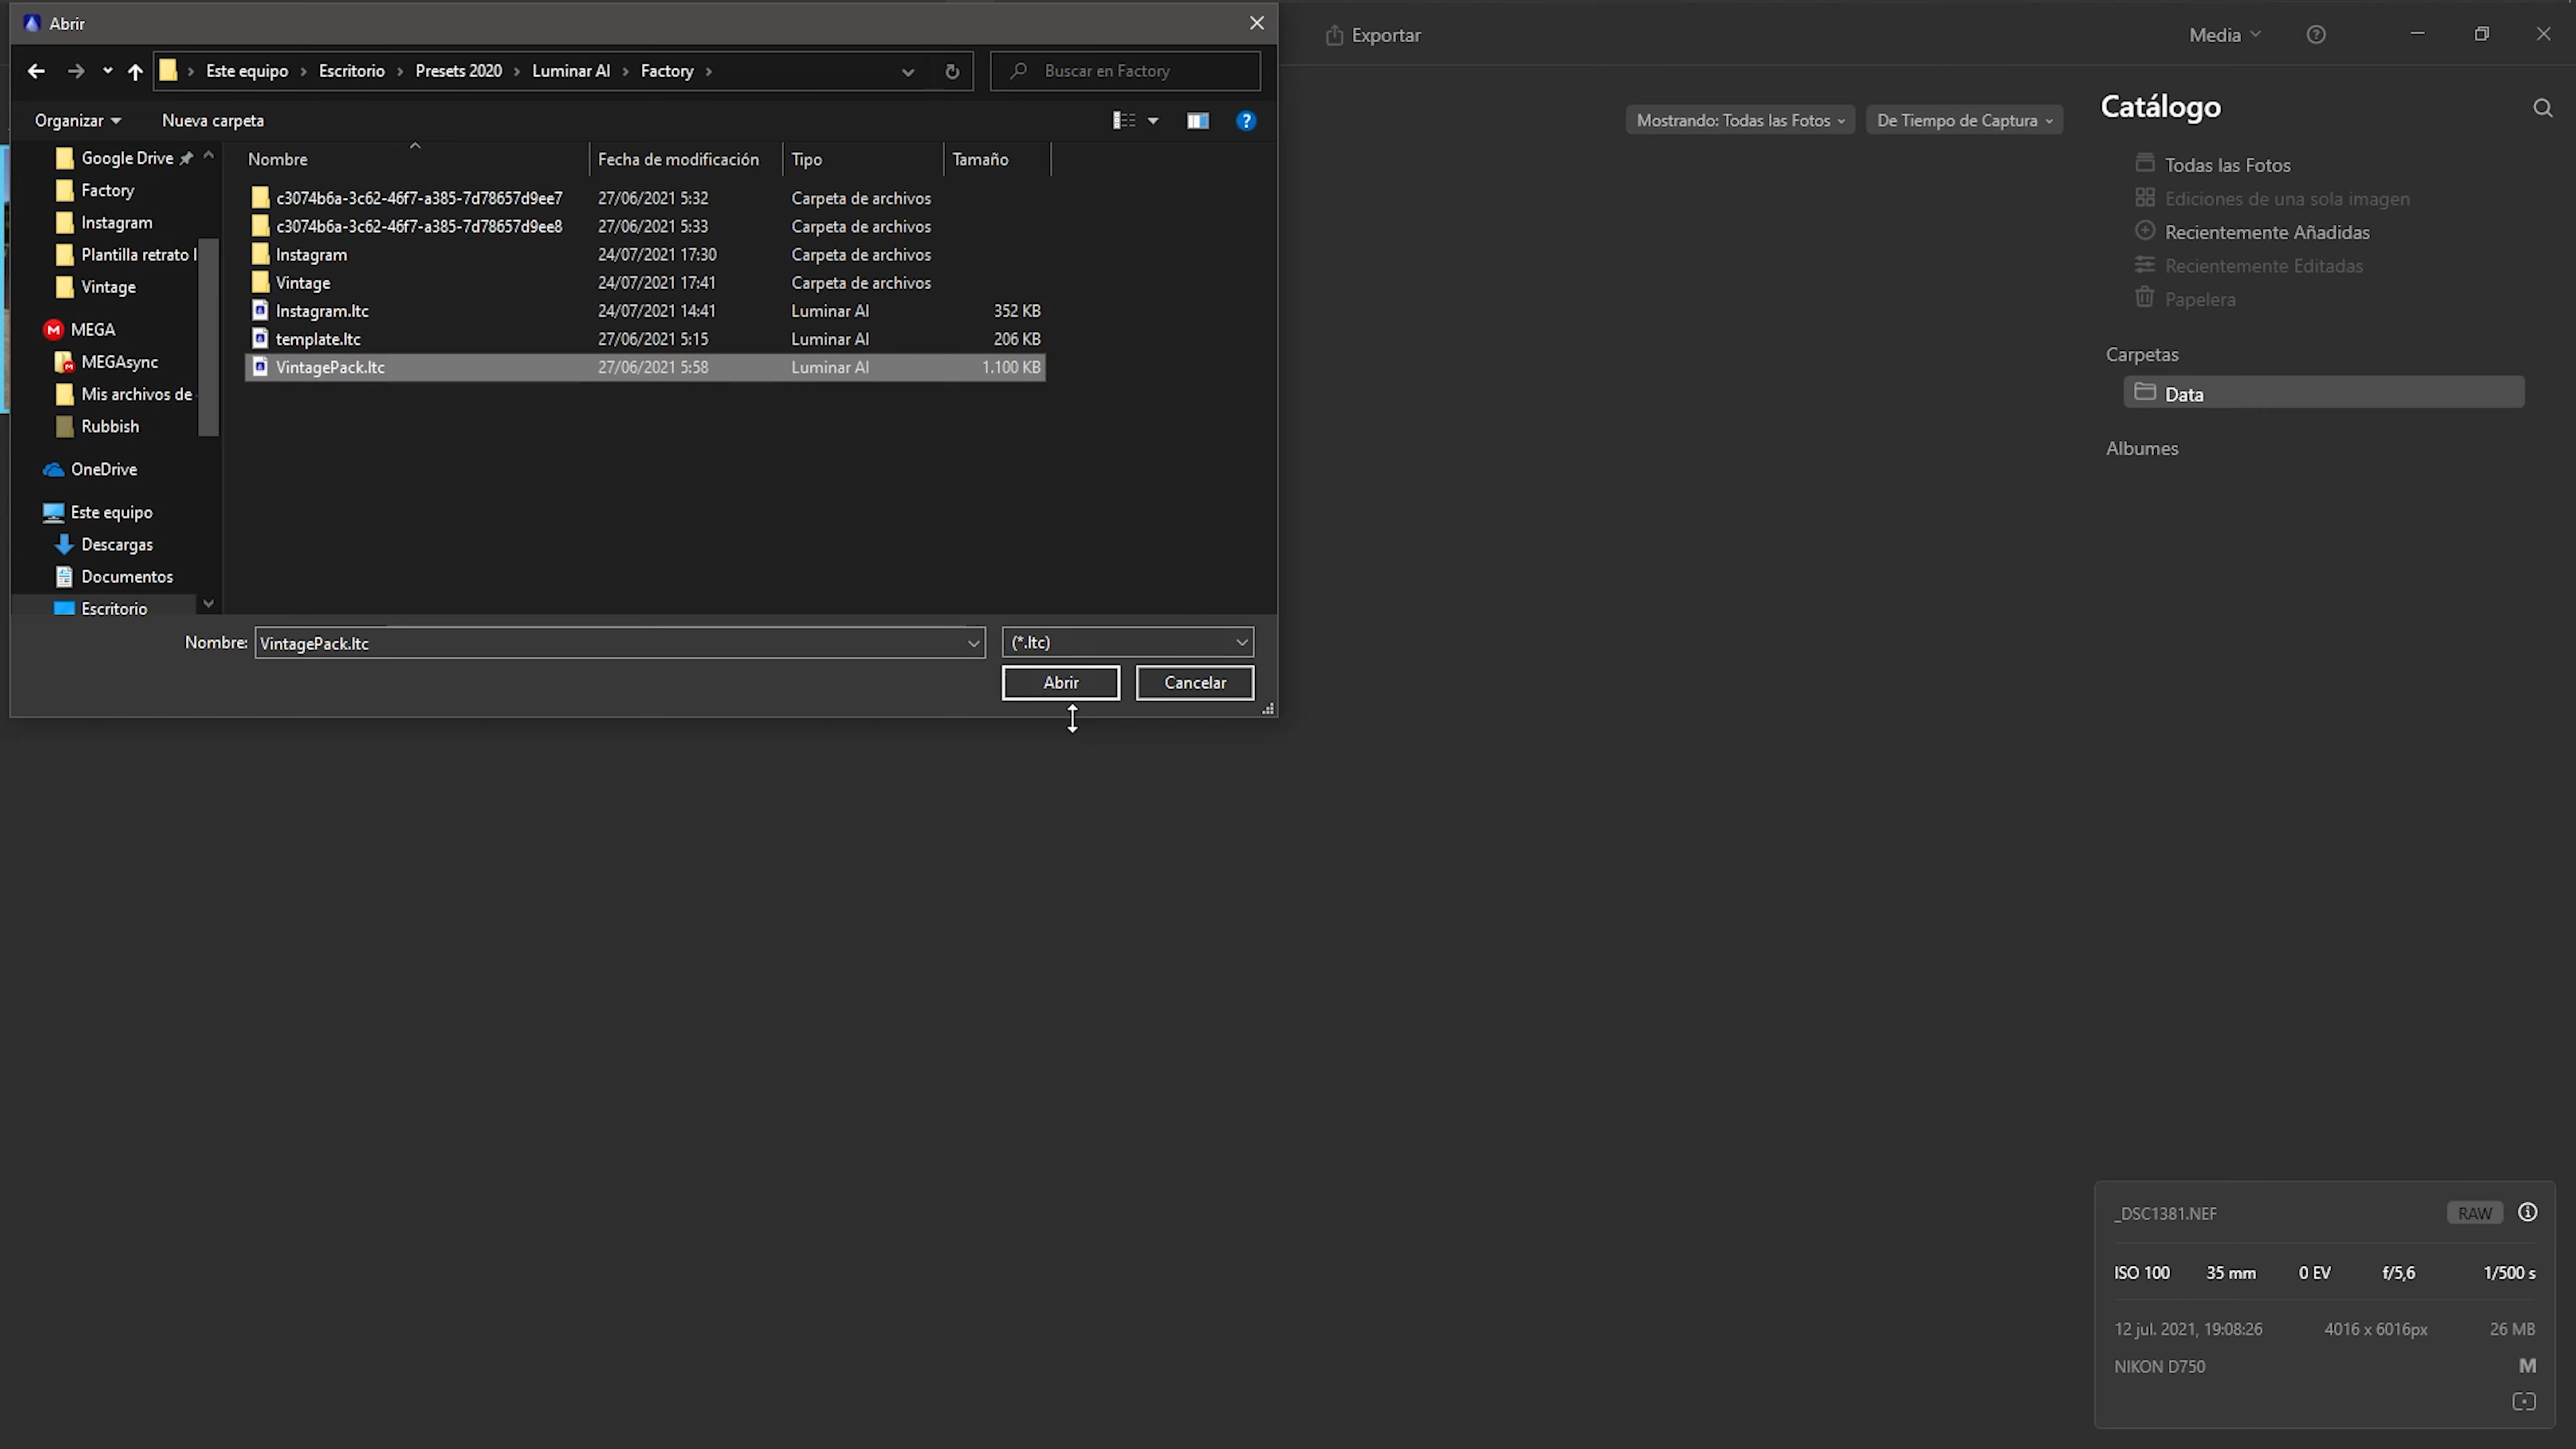 Abrir
Exportar
Media
Este equipo
Escritorio
Presets 2020
Luminar AI
Factory
Buscar en Factory
Organizar
Nueva carpeta
Mostrando: Todas las Fotos
De Tiempo de Captura
Catálogo
Nombre
Fecha de modificación
Tipo
Tamaño
Google Drive
Factory
Instagram
Plantilla retrato l
Vintage
MEGA
MEGAsync
Mis archivos de
Rubbish
OneDrive
Este equipo
Descargas
Documentos
Escritorio
c3074b6a-3c62-46f7-a385-7d78657d9ee7 27/06/2021 5:32 Carpeta de archivos
c3074b6a-3c62-46f7-a385-7d78657d9ee8 27/06/2021 5:33 Carpeta de archivos
Instagram 24/07/2021 17:30 Carpeta de archivos
Vintage 24/07/2021 17:41 Carpeta de archivos
Instagram.ltc 24/07/2021 14:41 Luminar AI 352 KB
template.ltc 27/06/2021 5:15 Luminar AI 206 KB
VintagePack.ltc 27/06/2021 5:58 Luminar AI 1.100 KB
Nombre: VintagePack.ltc
(*.ltc)
Abrir
Cancelar
Todas las Fotos
Ediciones de una sola imagen
Recientemente Añadidas
Recientemente Editadas
Papelera
Carpetas
Data
Albumes
_DSC1381.NEF RAW
ISO 100 35 mm 0 EV f/5,6 1/500 s
12 jul. 2021, 19:08:26 4016 x 6016px 26 MB
NIKON D750 M